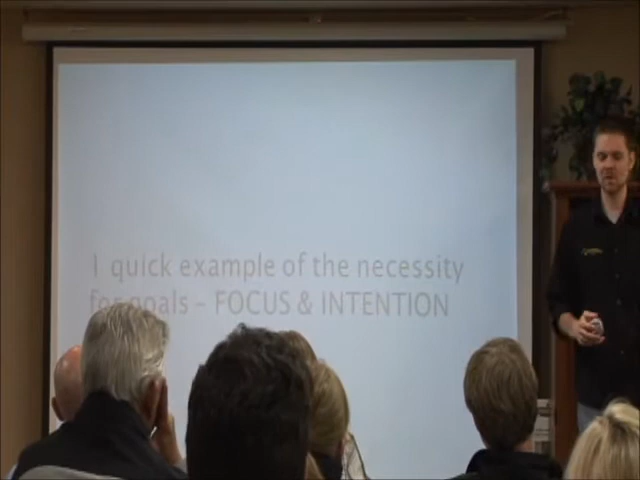 1 quick example of the necessity
for goals – FOCUS & INTENTION